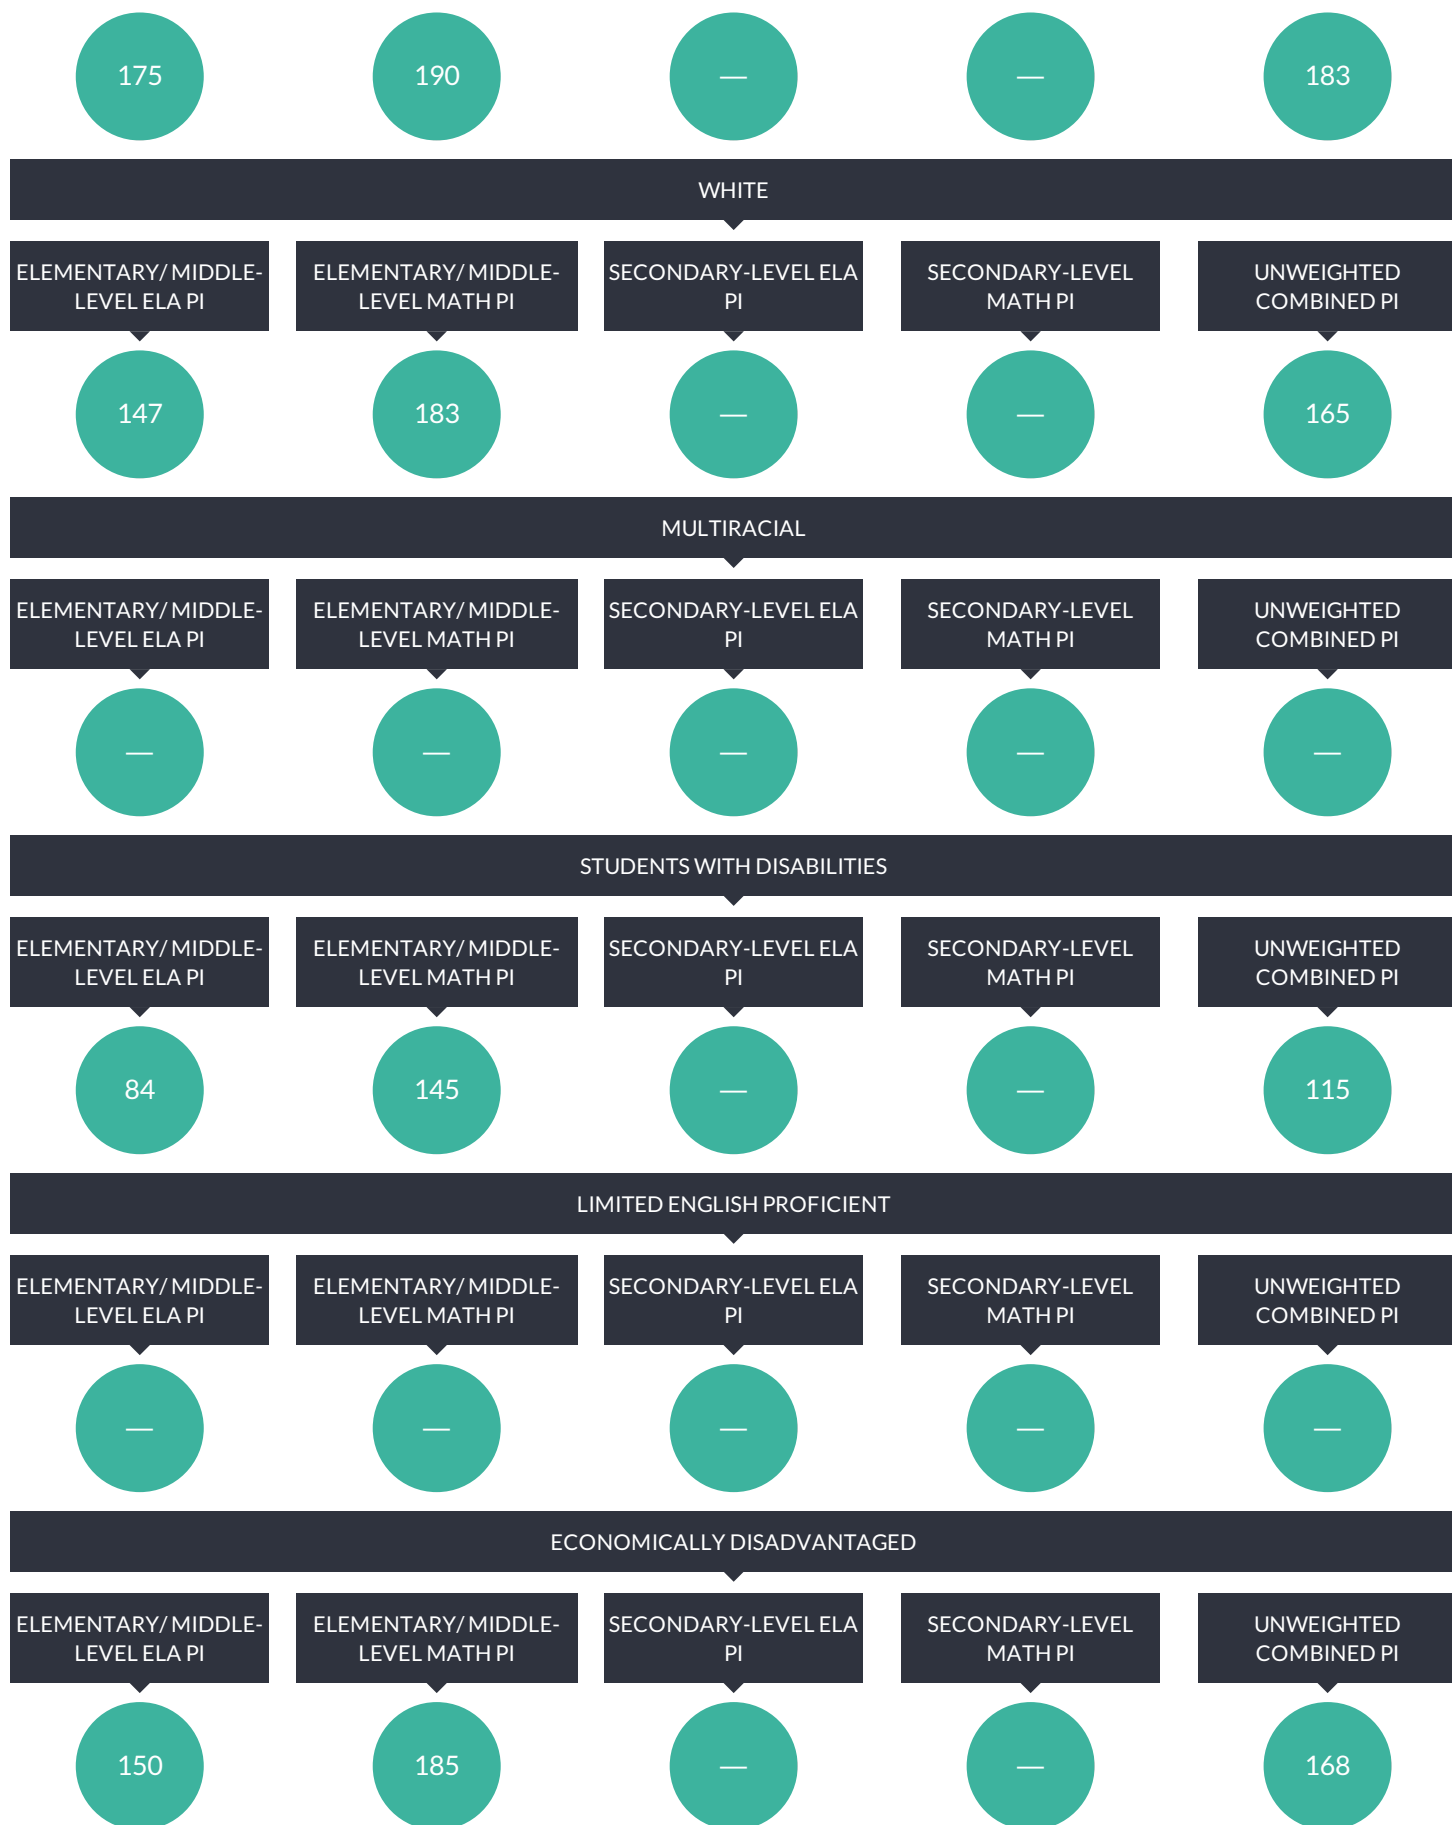 175 190 — — 183
WHITE
ELEMENTARY/ MIDDLE- ELEMENTARY/ MIDDLE- SECONDARY-LEVEL ELA SECONDARY-LEVEL UNWEIGHTED
LEVEL ELA PI LEVEL MATH PI PI MATH PI COMBINED PI
147 183 — — 165
MULTIRACIAL
ELEMENTARY/ MIDDLE- ELEMENTARY/ MIDDLE- SECONDARY-LEVEL ELA SECONDARY-LEVEL UNWEIGHTED
LEVEL ELA PI LEVEL MATH PI PI MATH PI COMBINED PI
— — — — —
STUDENTS WITH DISABILITIES
ELEMENTARY/ MIDDLE- ELEMENTARY/ MIDDLE- SECONDARY-LEVEL ELA SECONDARY-LEVEL UNWEIGHTED
LEVEL ELA PI LEVEL MATH PI PI MATH PI COMBINED PI
84 145 — — 115
LIMITED ENGLISH PROFICIENT
ELEMENTARY/ MIDDLE- ELEMENTARY/ MIDDLE- SECONDARY-LEVEL ELA SECONDARY-LEVEL UNWEIGHTED
LEVEL ELA PI LEVEL MATH PI PI MATH PI COMBINED PI
— — — — —
ECONOMICALLY DISADVANTAGED
ELEMENTARY/ MIDDLE- ELEMENTARY/ MIDDLE- SECONDARY-LEVEL ELA SECONDARY-LEVEL UNWEIGHTED
LEVEL ELA PI LEVEL MATH PI PI MATH PI COMBINED PI
150 185 — — 168